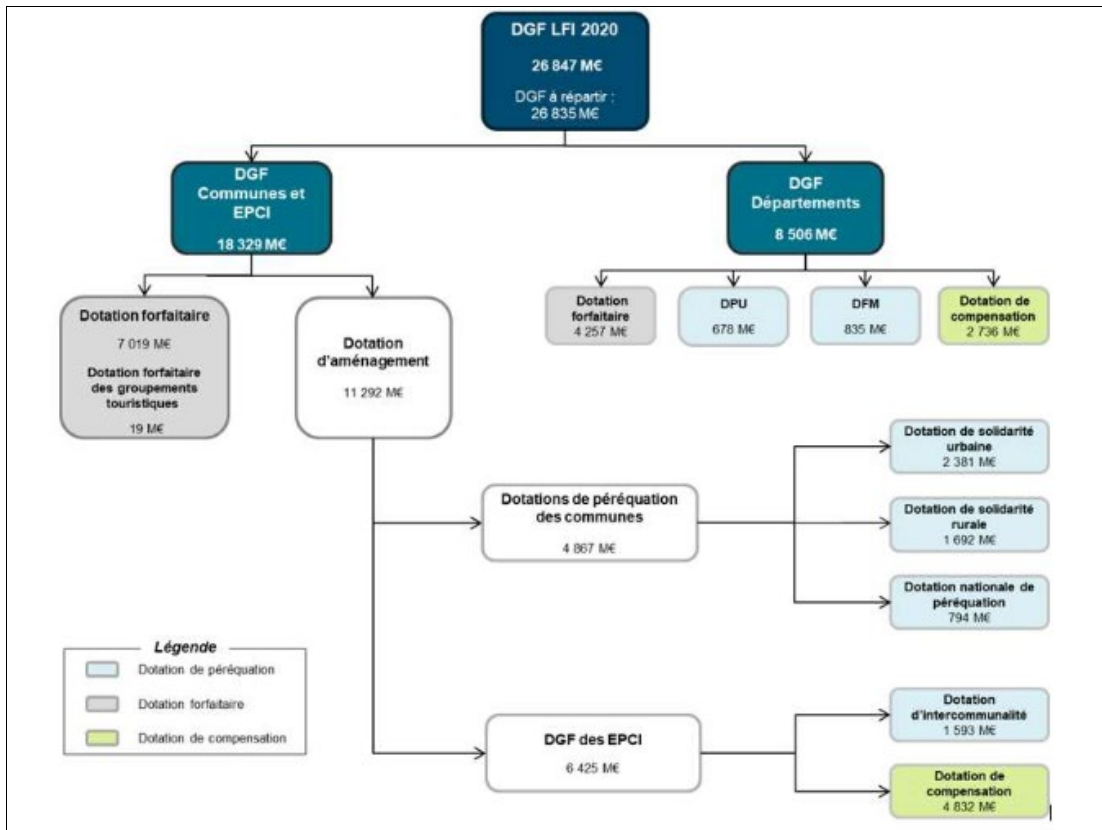 DGF LFI 2020
26 847 M€
DGF à répartir :
26 835 M€
DGF
Communes et
EPCI
18 329 M€
DGF
Départements
8 506 M€
Dotation forfaitaire
7 019 M€
Dotation forfaitaire
des groupements
touristiques
19 M€
Dotation
d'aménagement
11 292 M€
Dotation
forfaitaire
4 257 M€
DPU
678 M€
DFM
835 M€
Dotation de
compensation
2 736 M€
Dotations de péréquation
des communes
4 867 M€
Dotation de solidarité
urbaine
2 381 M€
Dotation de solidarité
rurale
1 692 M€
Dotation nationale de
péréquation
794 M€
Légende
Dotation de péréquation
Dotation forfaitaire
Dotation de compensation
DGF des EPCI
6 425 M€
Dotation
d'intercommunalité
1 593 M€
Dotation de
compensation
4 832 M€